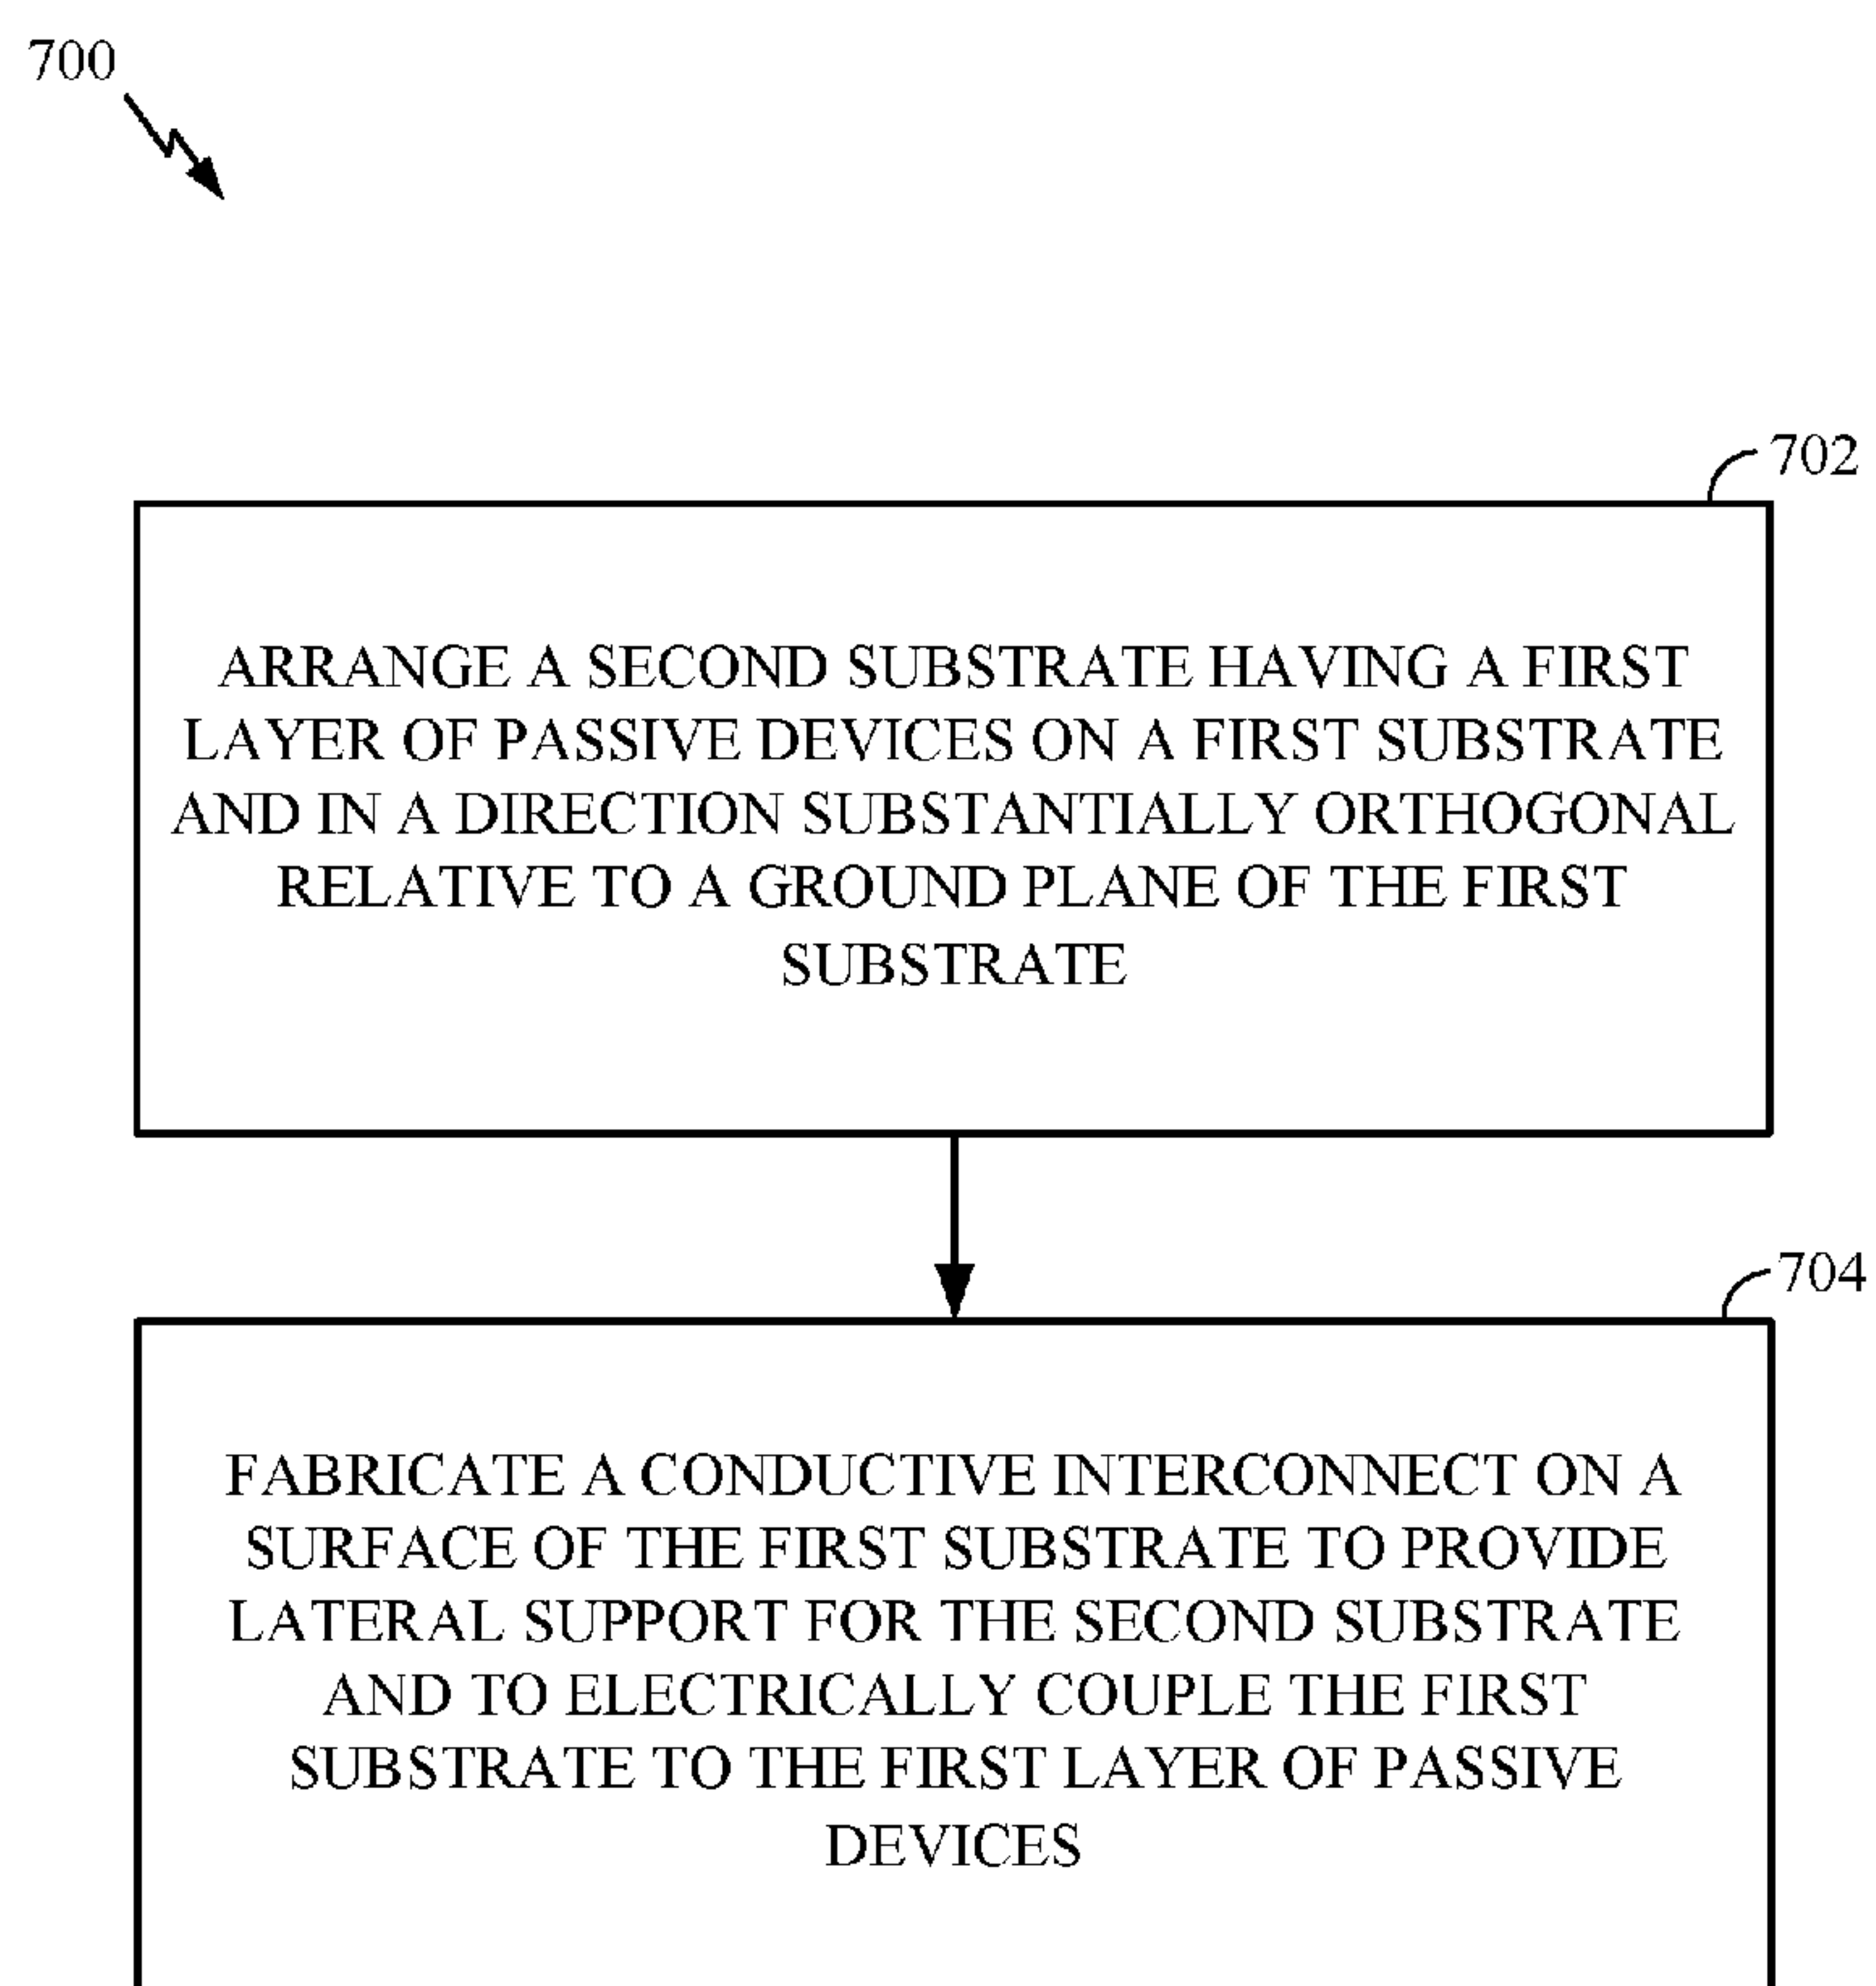 700
702
ARRANGE A SECOND SUBSTRATE HAVING A FIRST
LAYER OF PASSIVE DEVICES ON A FIRST SUBSTRATE
AND IN A DIRECTION SUBSTANTIALLY ORTHOGONAL
RELATIVE TO A GROUND PLANE OF THE FIRST
SUBSTRATE
704
FABRICATE A CONDUCTIVE INTERCONNECT ON A
SURFACE OF THE FIRST SUBSTRATE TO PROVIDE
LATERAL SUPPORT FOR THE SECOND SUBSTRATE
AND TO ELECTRICALLY COUPLE THE FIRST
SUBSTRATE TO THE FIRST LAYER OF PASSIVE
DEVICES